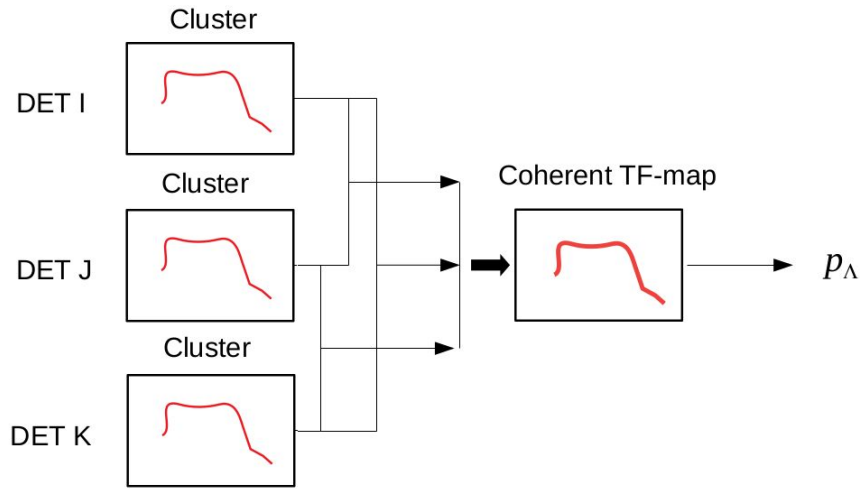 Cluster
DET I
Cluster
Coherent TF-map
DET J
p_Λ
Cluster
DET K